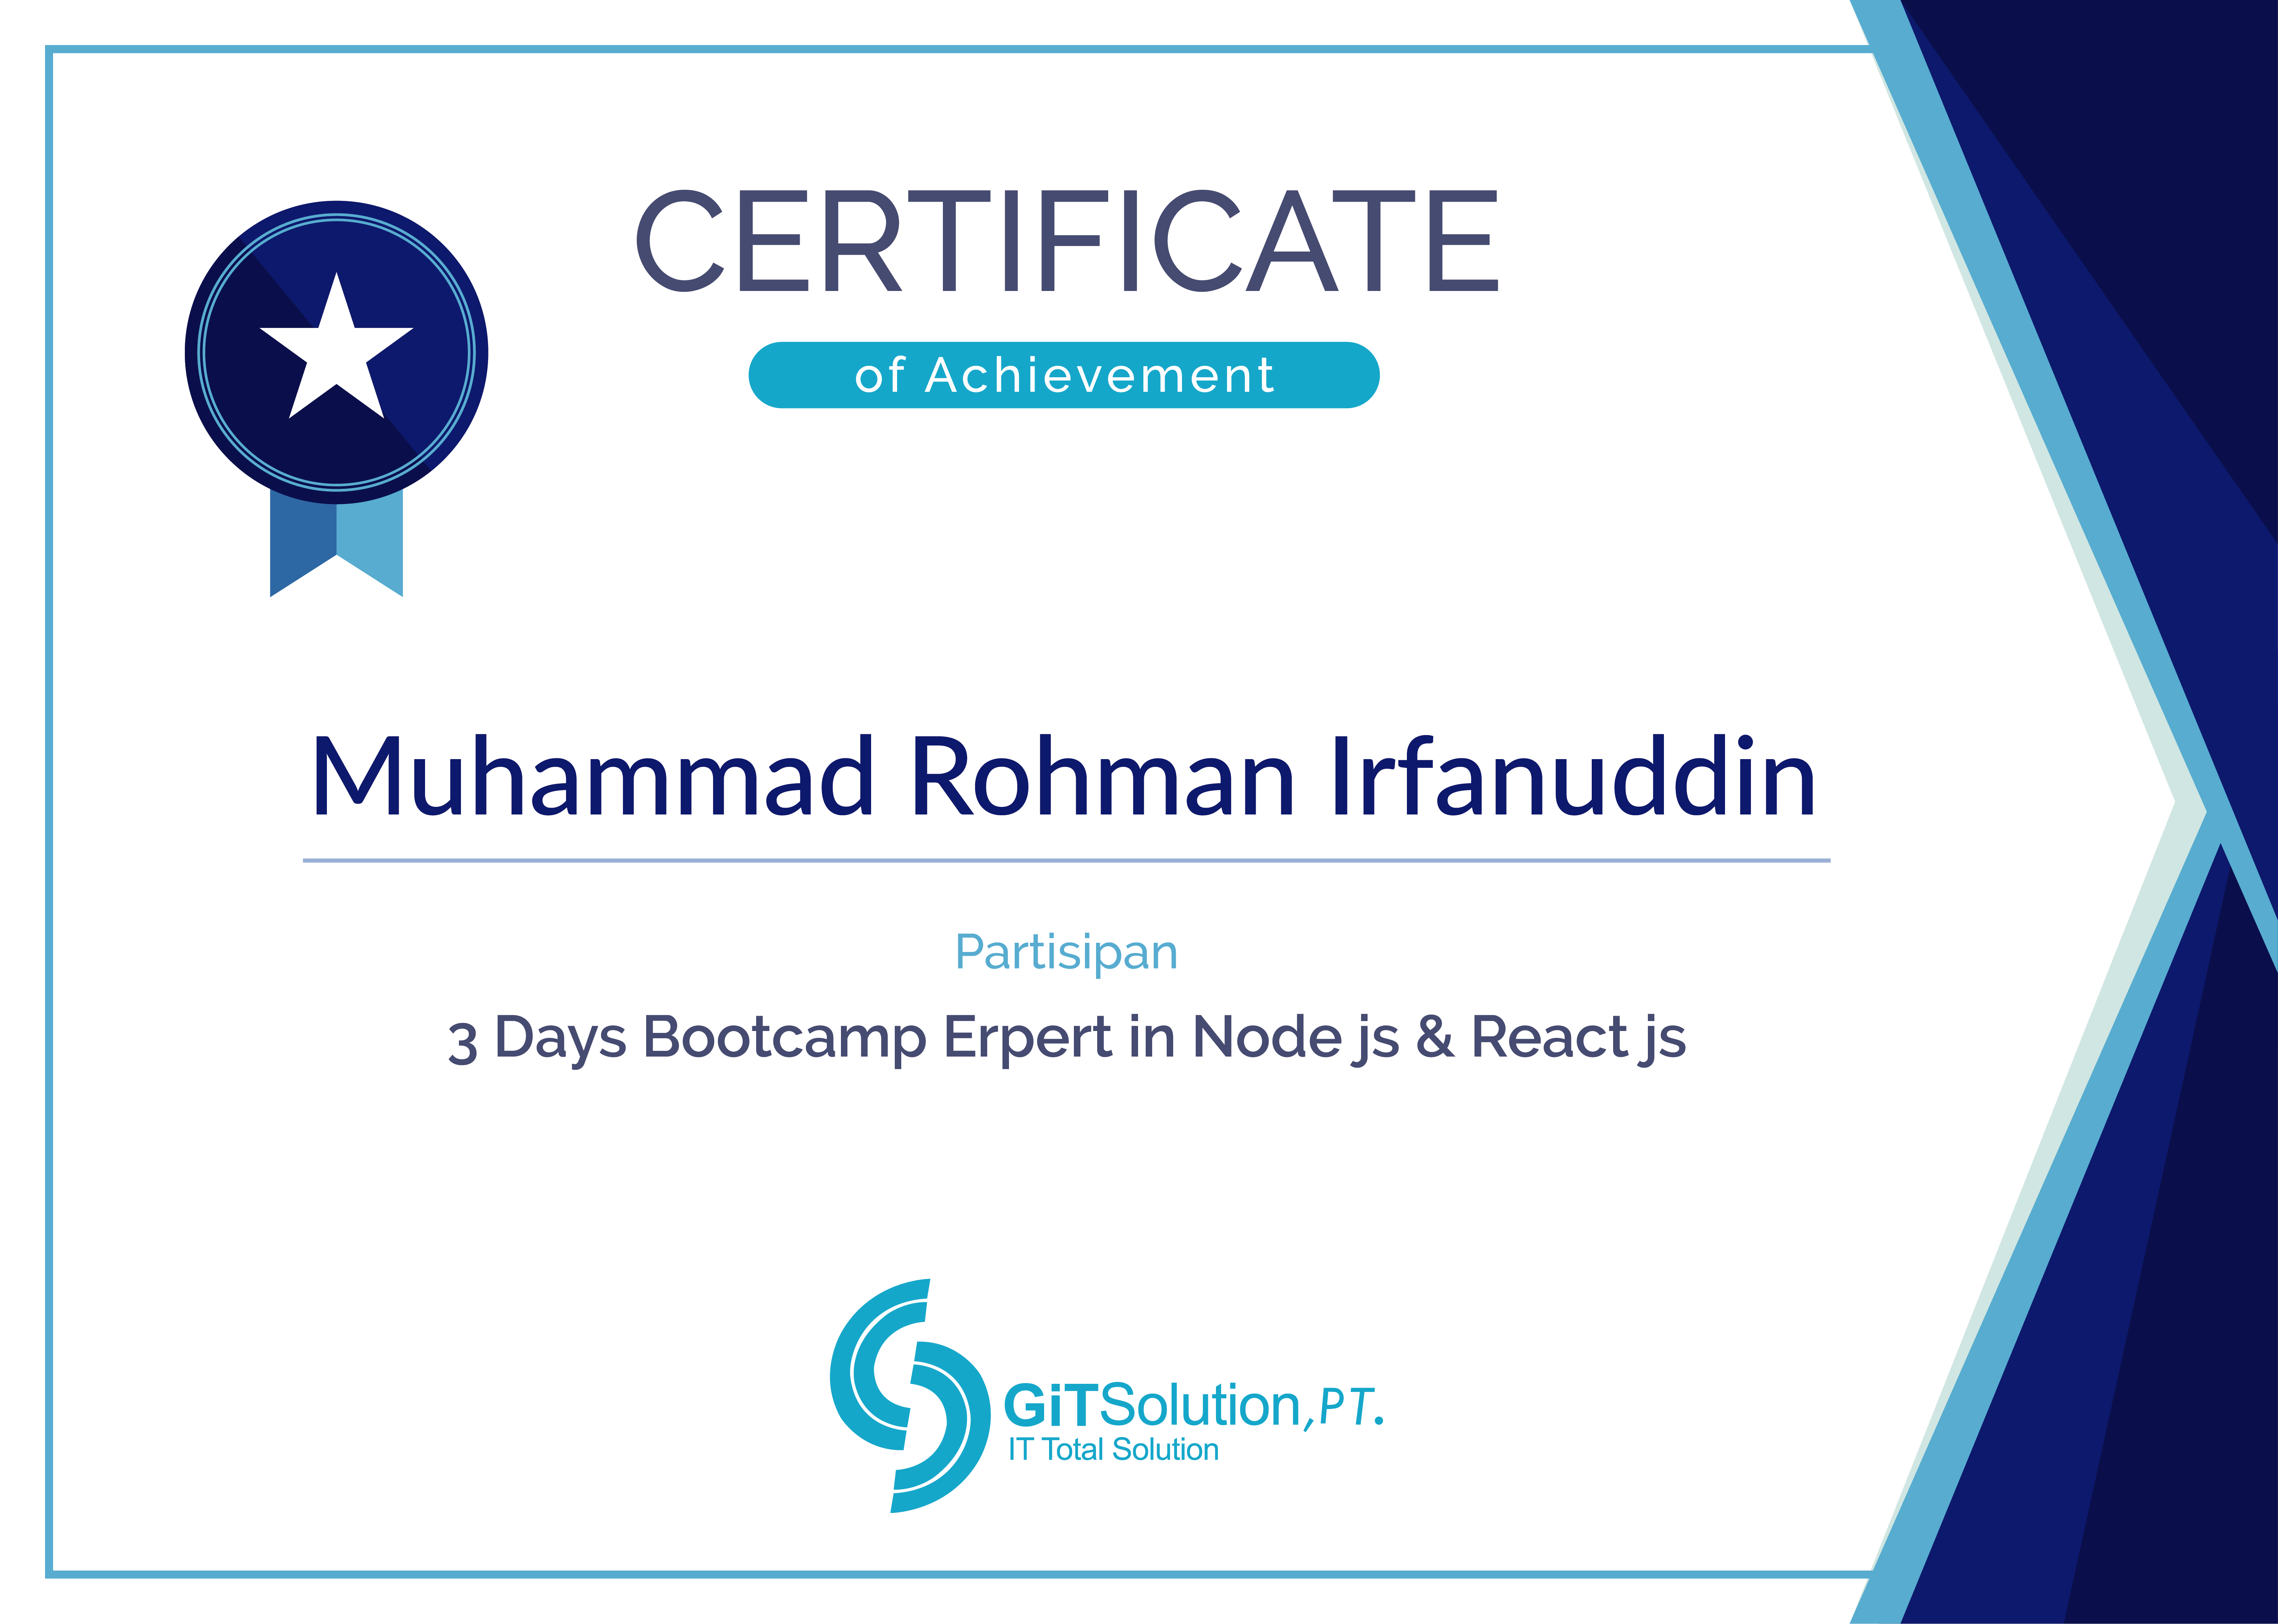 CERTIFICATE
of Achievement
Muhammad Rohman Irfanuddin
Partisipan
3 Days Bootcamp Erpert in Node js & React js
GiTSolution, PT.
IT Total Solution